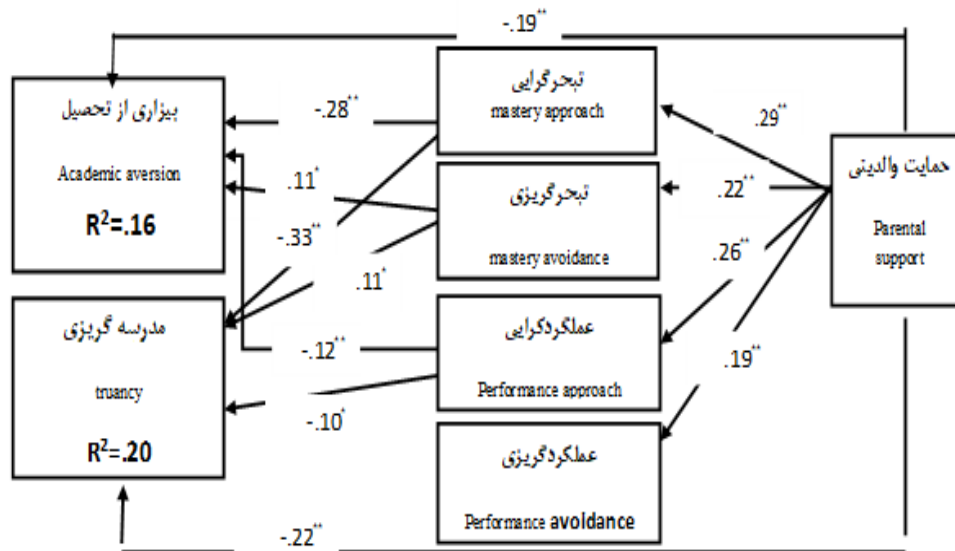 -.19**
بیزاری از تحصیل
Academic aversion
R²=.16
مدرسه گریزی
truancy
R²=.20
-.28**
.11*
-.33**
.11*
-.12**
-.10*
تبحرگرایی
mastery approach
تبحرگریزی
mastery avoidance
عملگردگرایی
Performance approach
عملکردگریزی
Performance avoidance
.29**
.22**
.26**
.19**
حمایت والدینی
Parental
support
-.22**